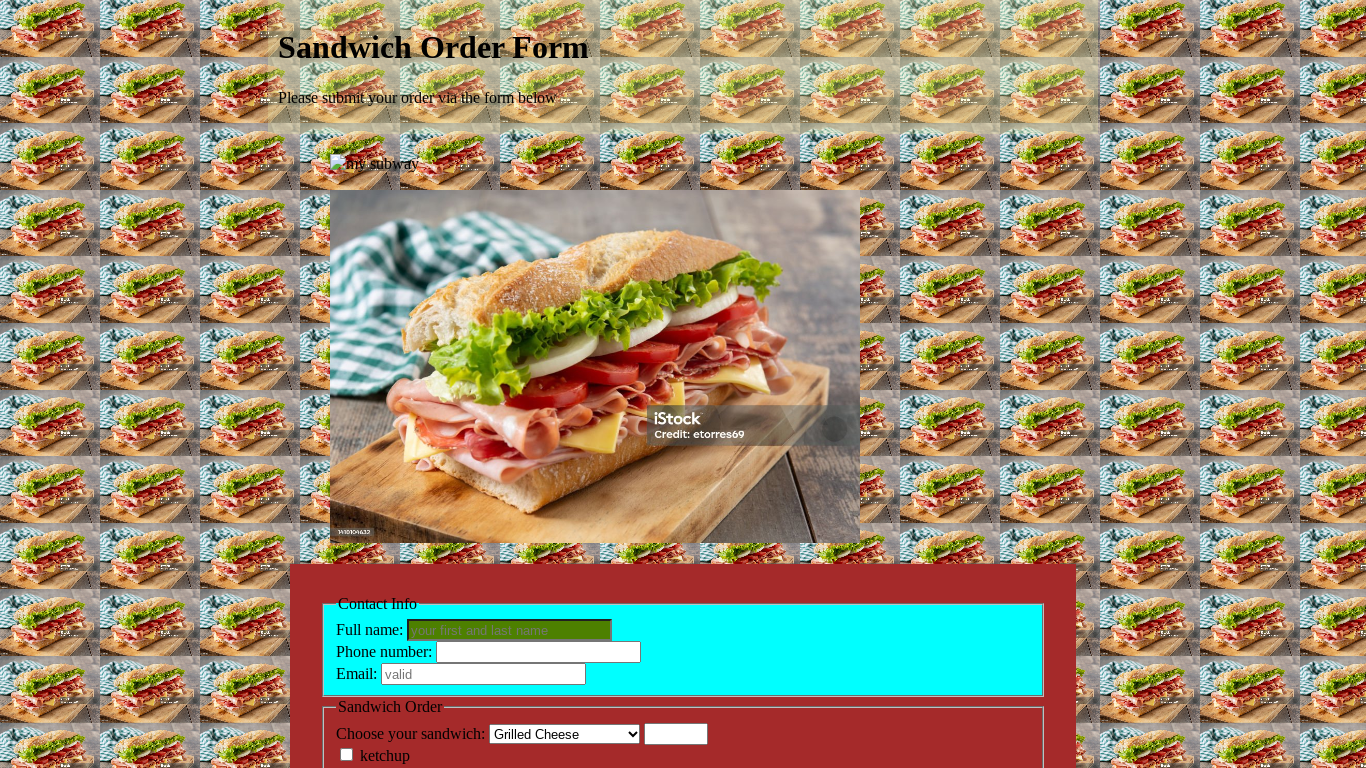 Sandwich Order Form
Please submit your order via the form below
my subway
iStock
Credit: etorres69
1410104632
Contact Info
Full name: your first and last name
Phone number:
Email: valid
Sandwich Order
Choose your sandwich: Grilled Cheese
ketchup